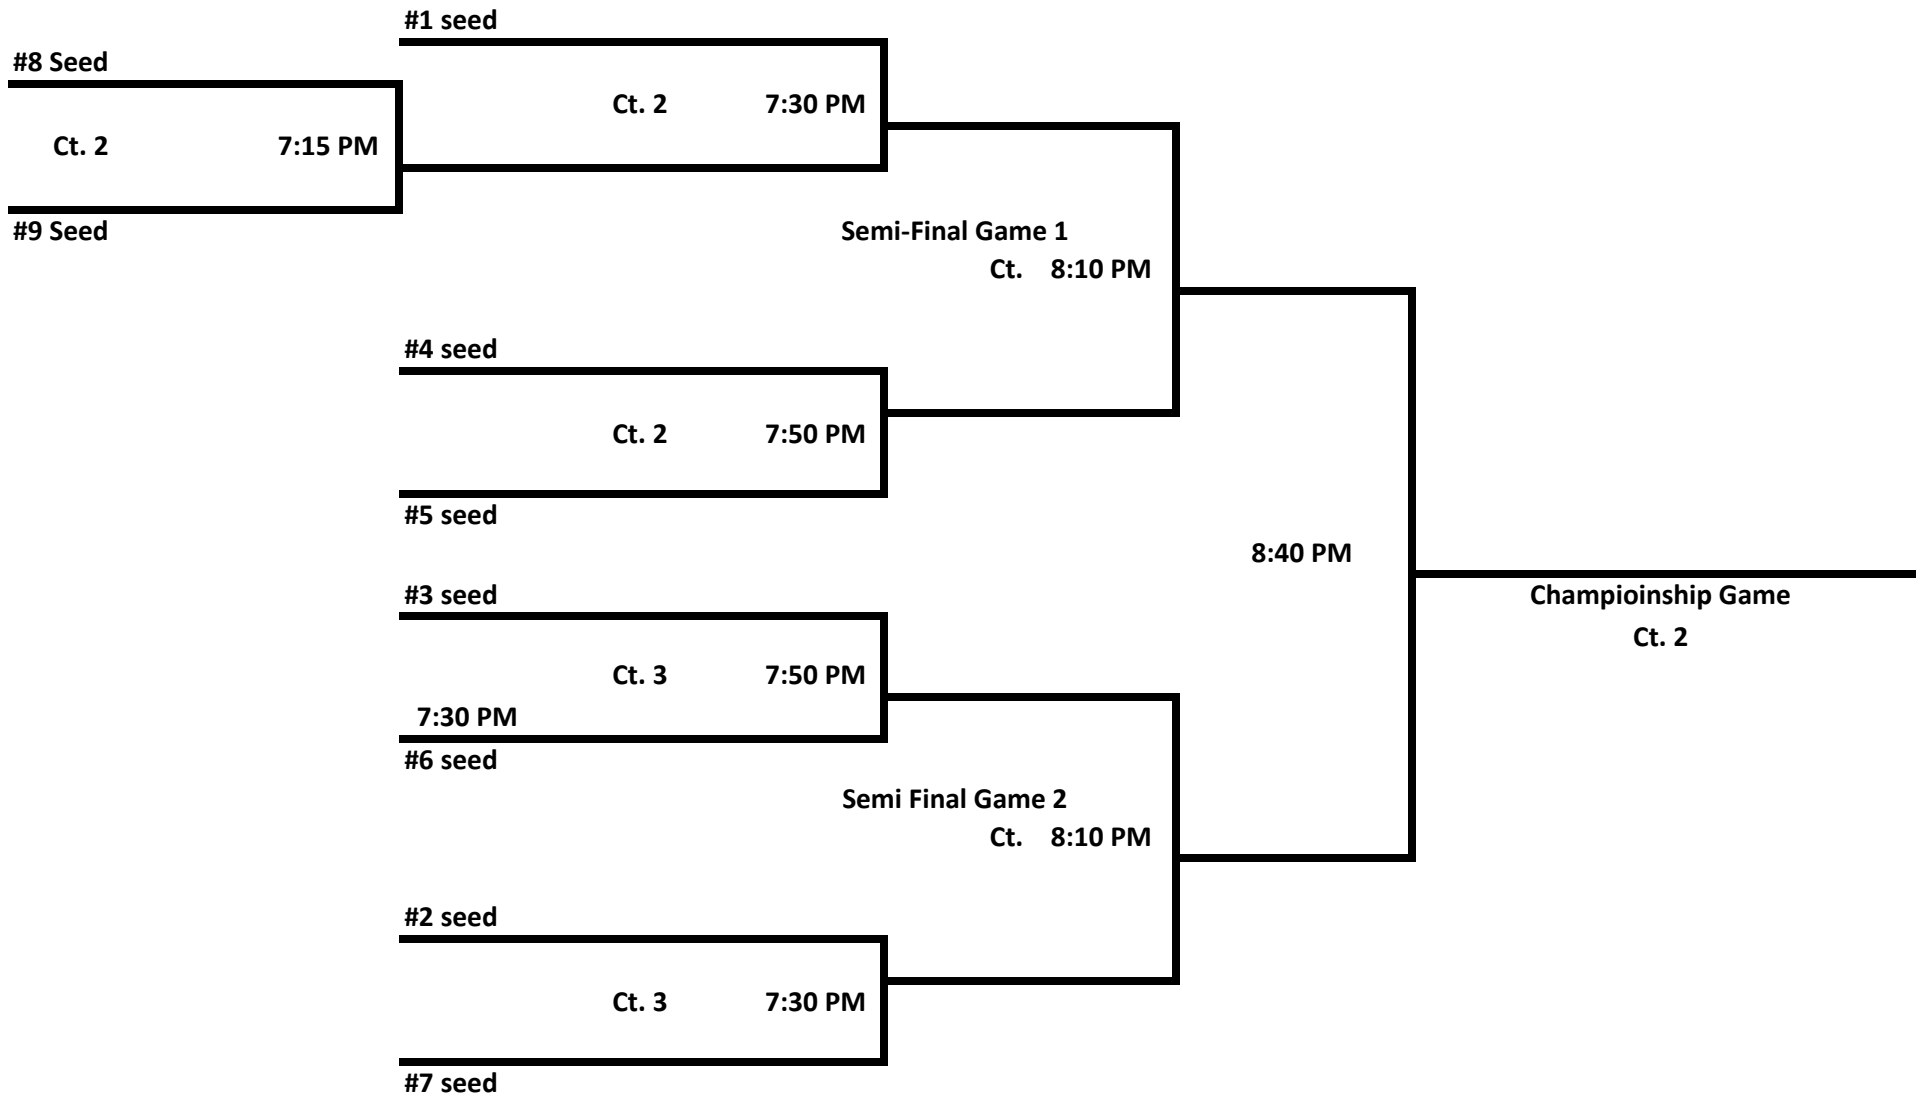 #1 seed
#8 Seed
Ct. 2 7:30 PM
Ct. 2 7:15 PM
#9 Seed
Semi-Final Game 1
Ct. 8:10 PM
#4 seed
Ct. 2 7:50 PM
#5 seed
8:40 PM
#3 seed
Champioinship Game
Ct. 2
Ct. 3 7:50 PM
7:30 PM
#6 seed
Semi Final Game 2
Ct. 8:10 PM
#2 seed
Ct. 3 7:30 PM
#7 seed